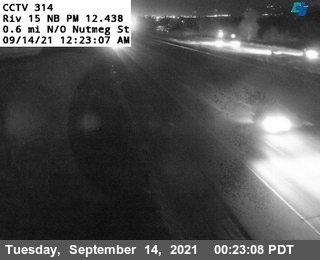 CCTV 314
Riv 15 NB PM 12.438
0.6 mi N/O Nutmeg St
09/14/21 12:23:07 AM
Tuesday, September 14, 2021 00:23:08 PDT